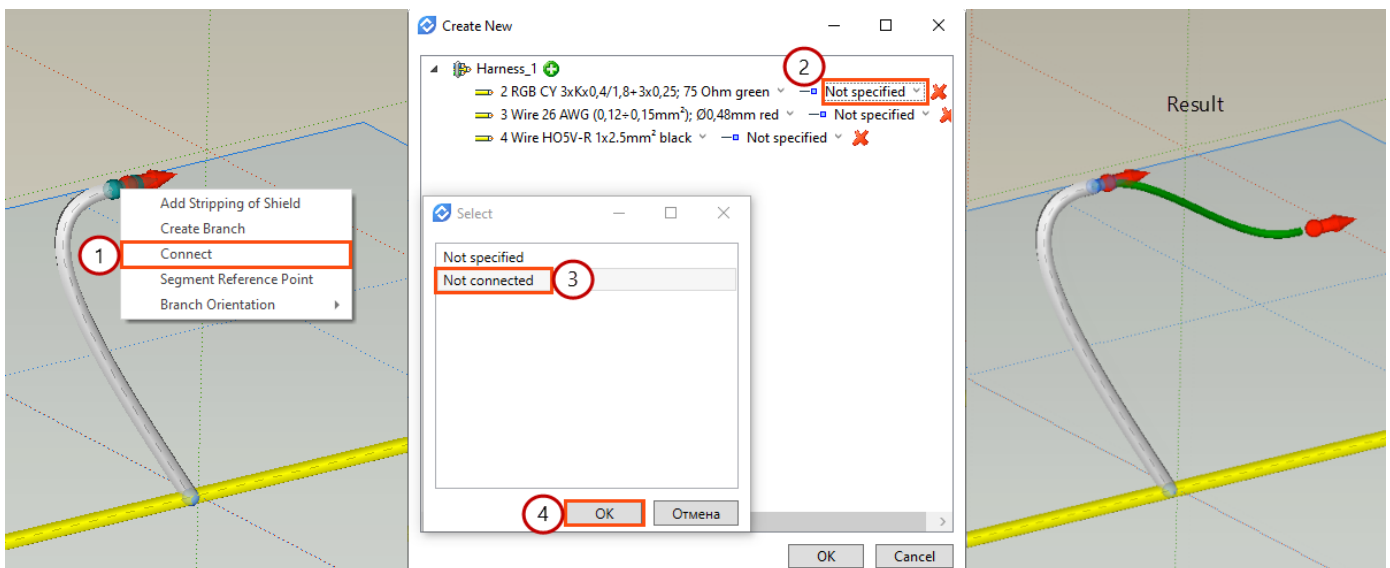 Add Stripping of Shield
Create Branch
1
Connect
Segment Reference Point
Branch Orientation
Create New
Harness_1
2
2 RGB CY 3xKx0,4/1,8+3x0,25; 75 Ohm green Not specified
3 Wire 26 AWG (0,12÷0,15mm²); Ø0,48mm red Not specified
4 Wire HO5V-R 1x2.5mm² black Not specified
Select
Not specified
Not connected
3
4
OK
Отмена
OK
Cancel
Result